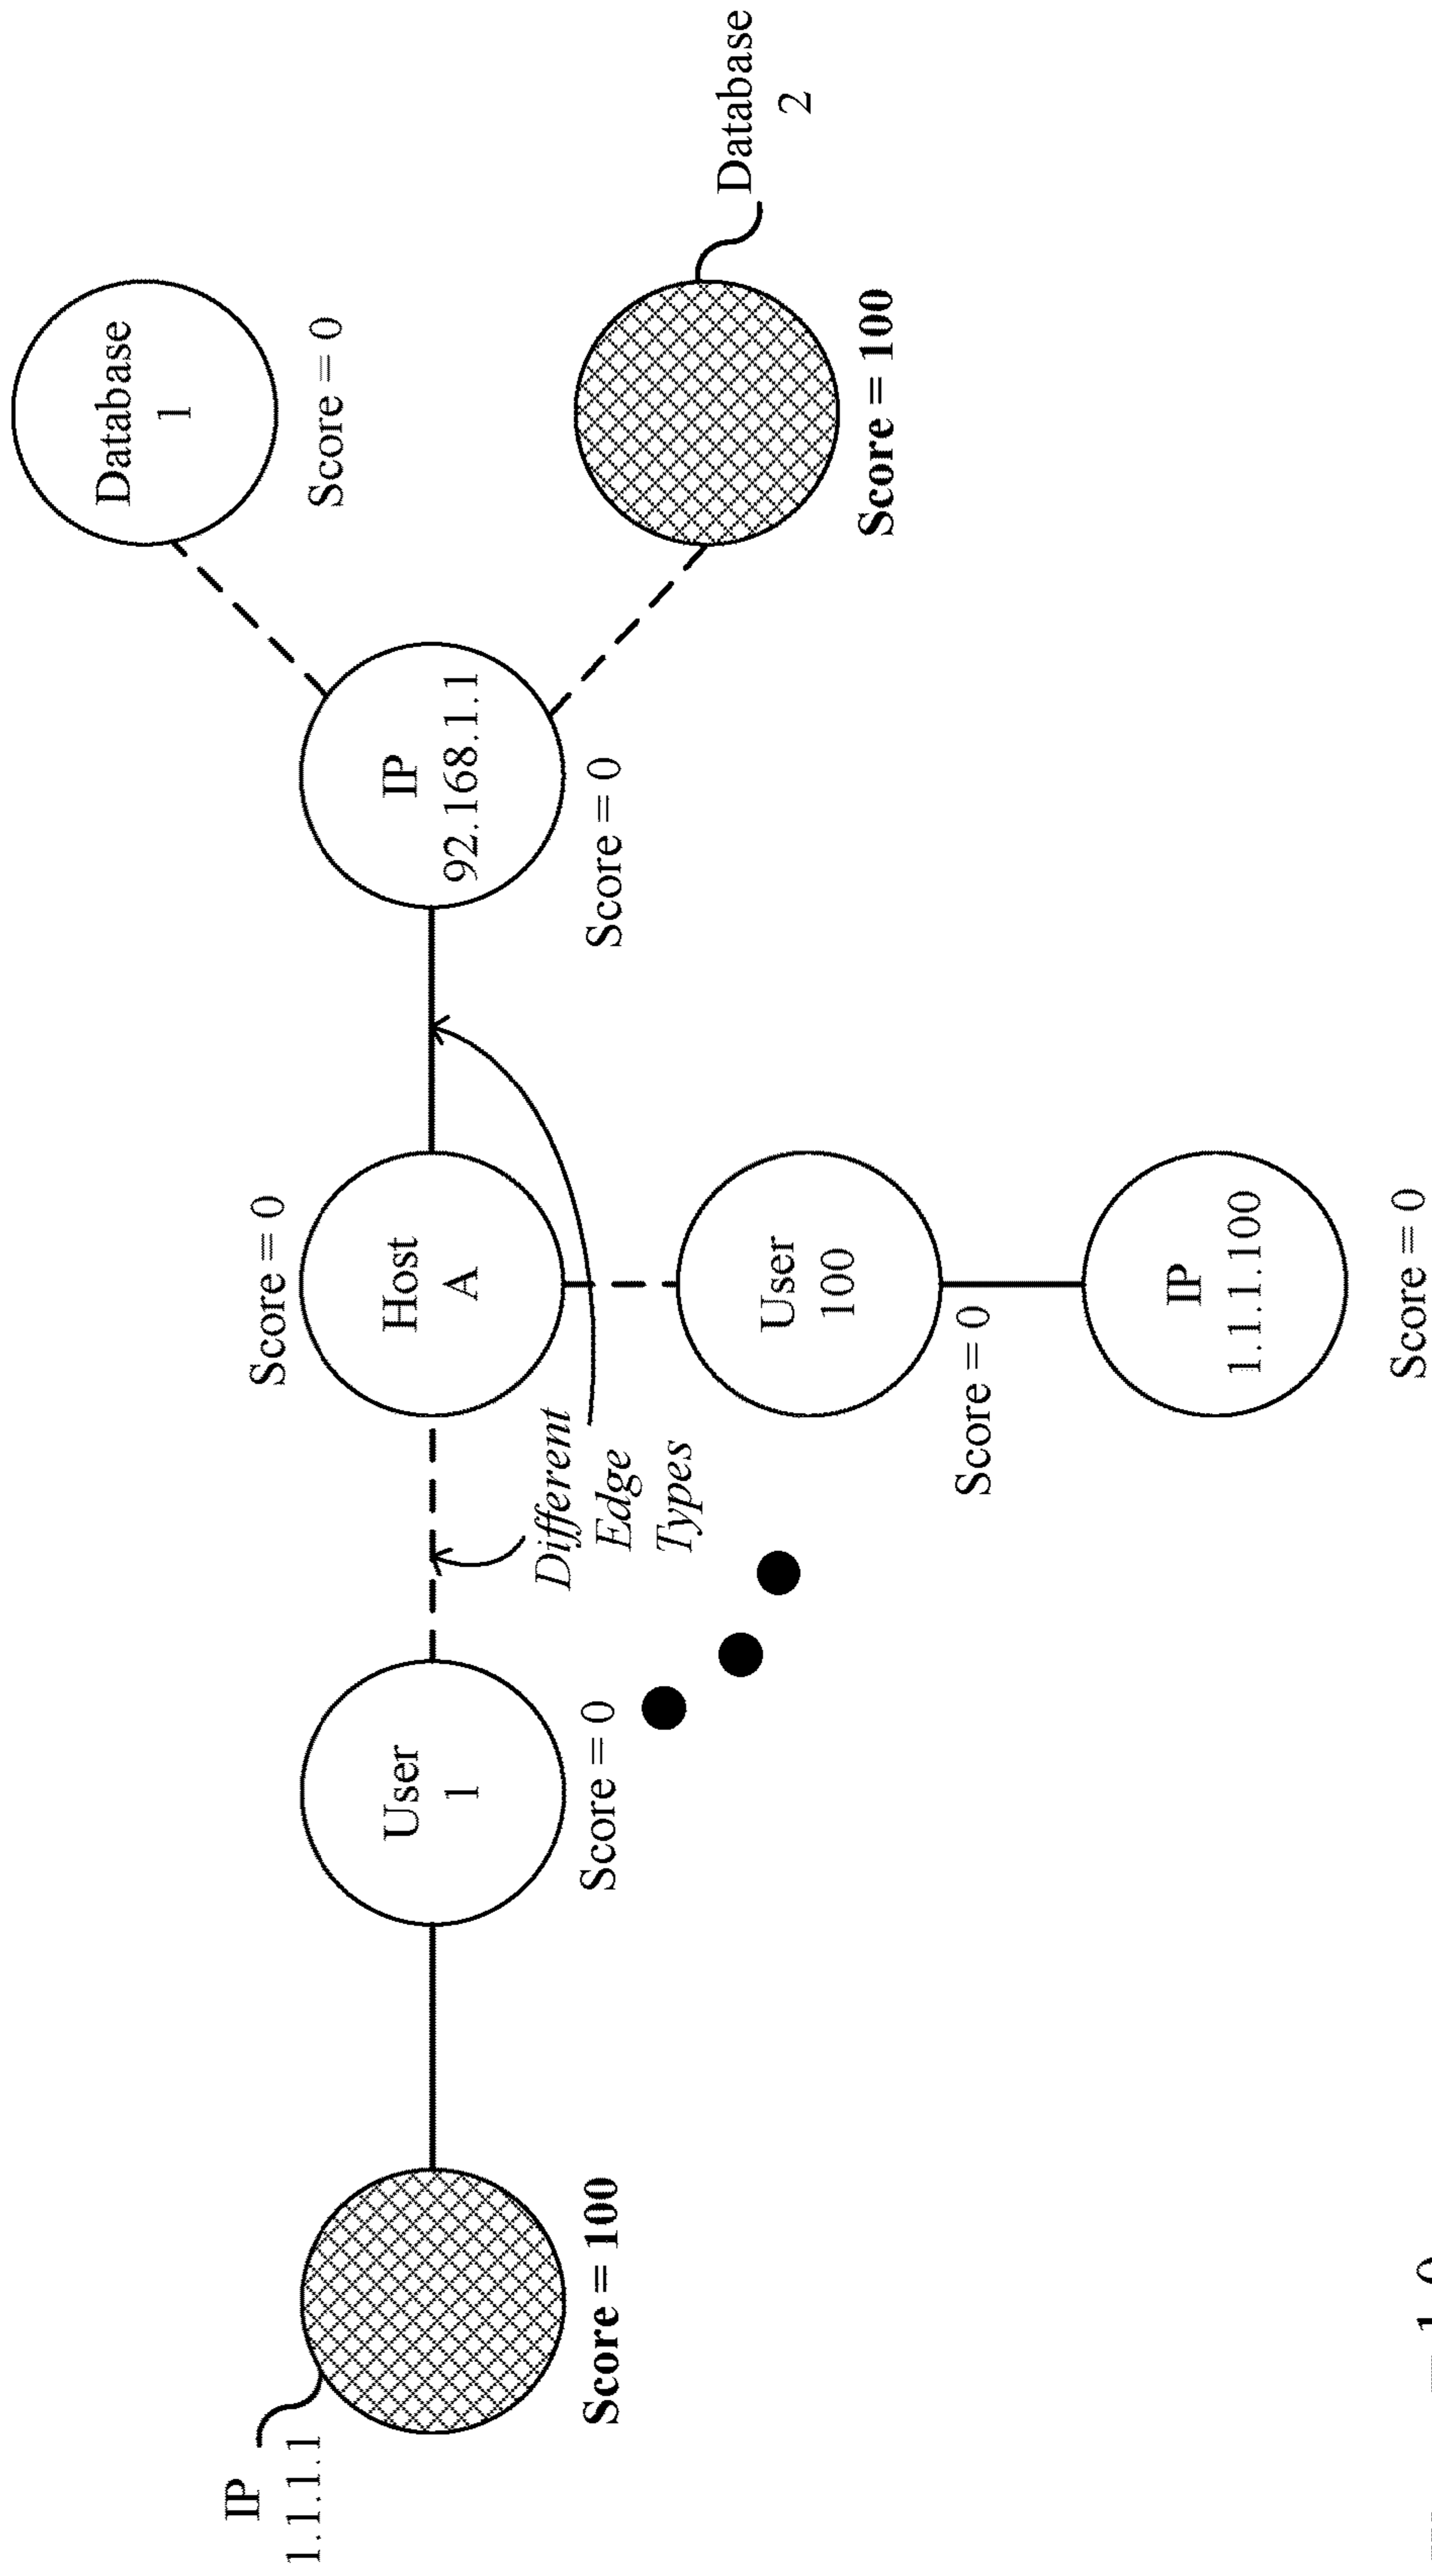 IP
1.1.1.1
Score = 100
User
1
Score = 0
Score = 0
Host
A
Different
Edge
Types
User
100
Score = 0
IP
1.1.1.100
Score = 0
IP
92.168.1.1
Score = 0
Database
1
Score = 0
Database
2
Score = 100